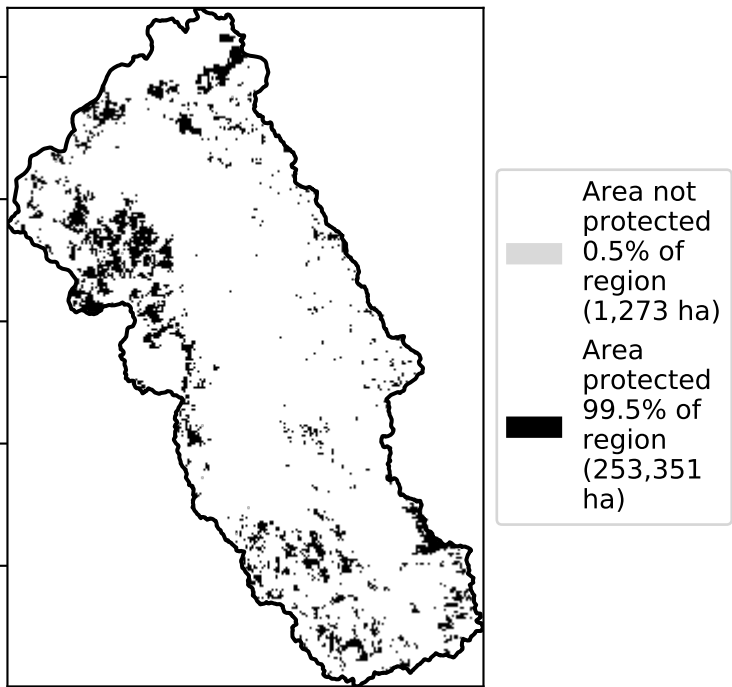 Area not
protected
0.5% of
region
(1,273 ha)
Area
protected
99.5% of
region
(253,351
ha)